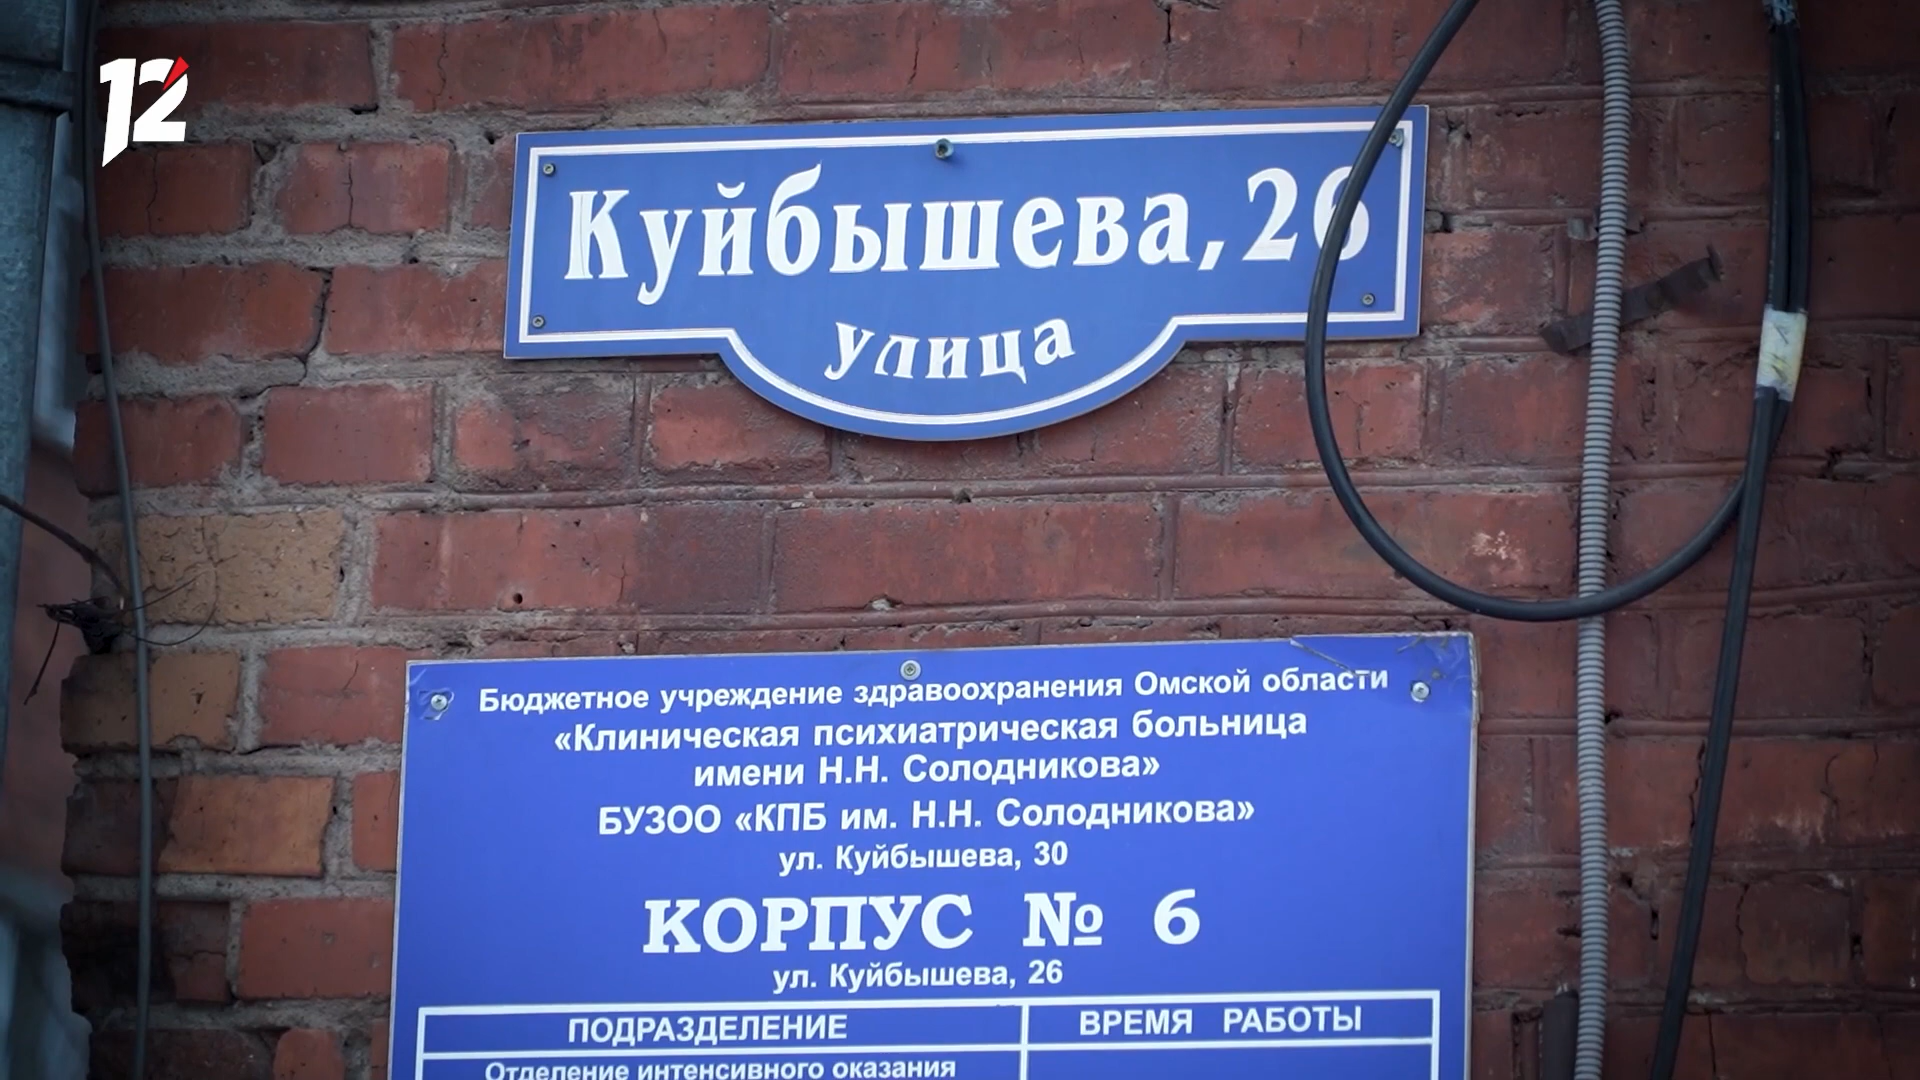 12
Куйбышева, 26
улица
Бюджетное учреждение здравоохранения Омской области
«Клиническая психиатрическая больница
имени Н.Н. Солодникова»
БУЗОО «КПБ им. Н.Н. Солодникова»
ул. Куйбышева, 30
КОРПУС № 6
ул. Куйбышева, 26
ПОДРАЗДЕЛЕНИЕ ВРЕМЯ РАБОТЫ
Отделение интенсивного оказания